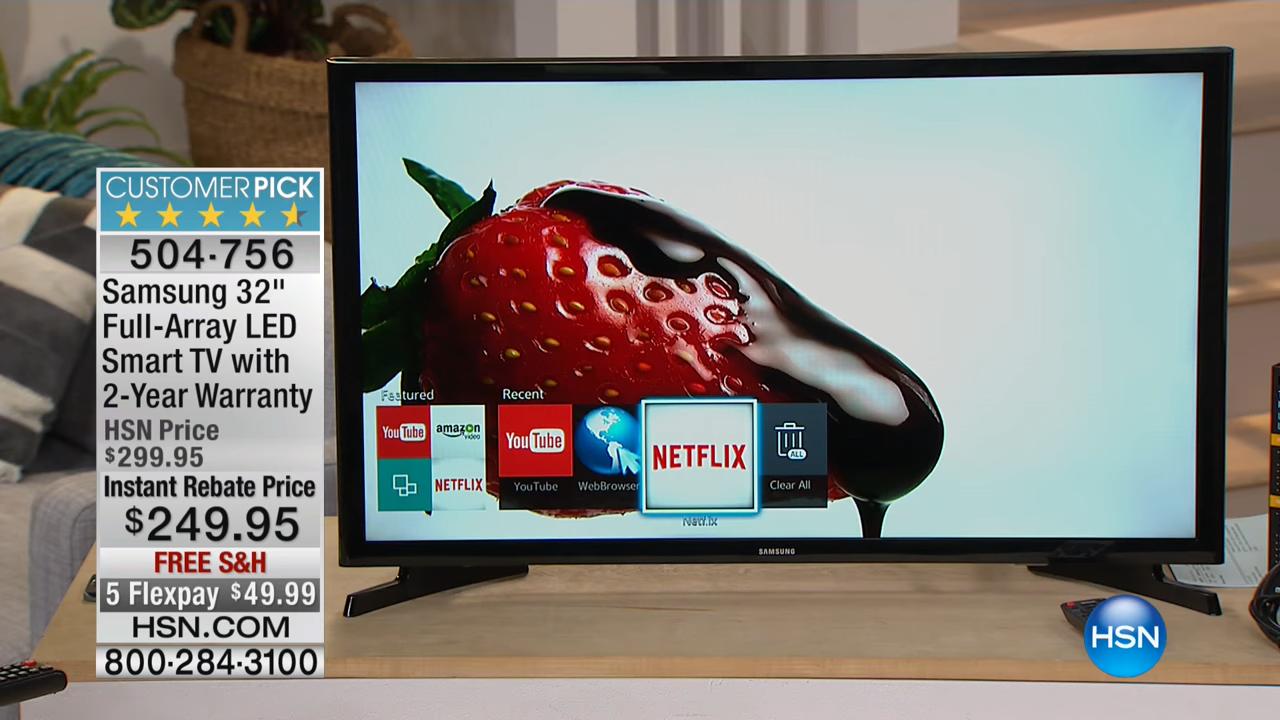 CUSTOMER PICK
504·756
Samsung 32"
Full-Array LED
Smart TV with
2-Year Warranty
HSN Price
$299.95
Instant Rebate Price
$249.95
FREE S&H
5 Flexpay $49.99
HSN.COM
800·284·3100
Featured
Recent
YouTube
amazon
video
NETFLIX
YouTube
NETFLIX
ALL
YouTube
WebBrowser
Clear All
Netflix
SAMSUNG
HSN